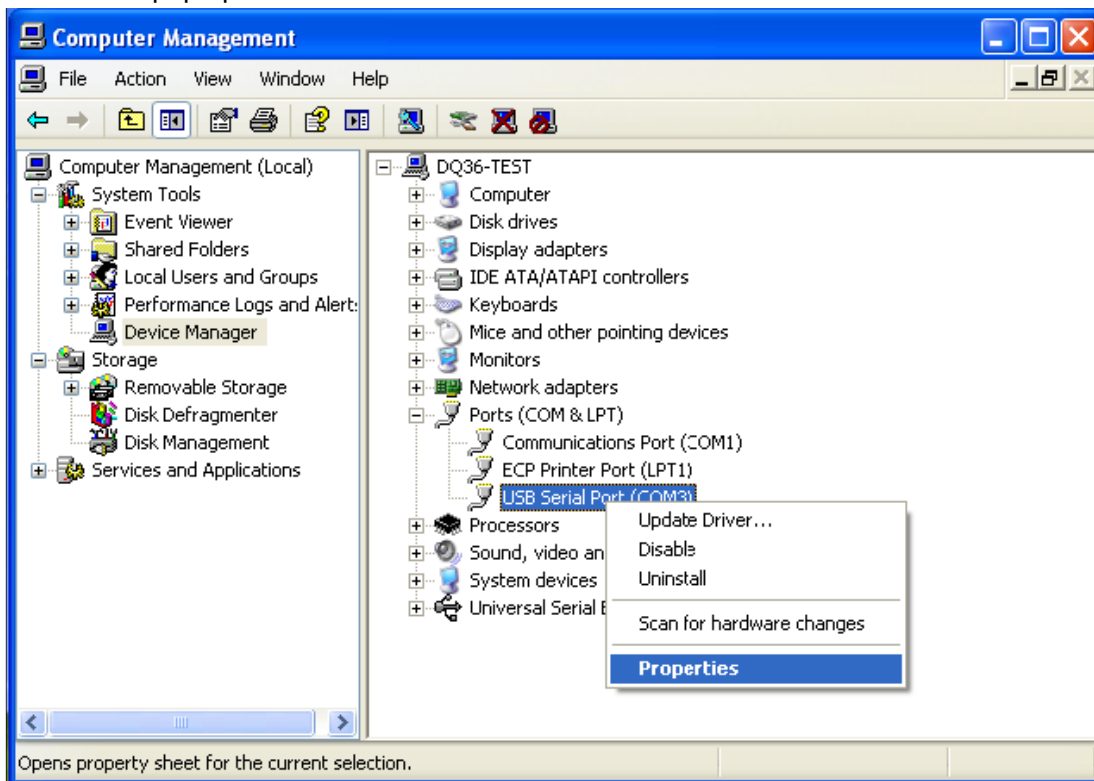 Computer Management
File Action View Window Help
Computer Management (Local)
System Tools
Event Viewer
Shared Folders
Local Users and Groups
Performance Logs and Alert:
Device Manager
Storage
Removable Storage
Disk Defragmenter
Disk Management
Services and Applications
DQ36-TEST
Computer
Disk drives
Display adapters
IDE ATA/ATAPI controllers
Keyboards
Mice and other pointing devices
Monitors
Network adapters
Ports (COM & LPT)
Communications Port (COM1)
ECP Printer Port (LPT1)
USB Serial Port (COM3)
Processors
Sound, video an
System devices
Universal Serial
Update Driver...
Disable
Uninstall
Scan for hardware changes
Properties
Opens property sheet for the current selection.